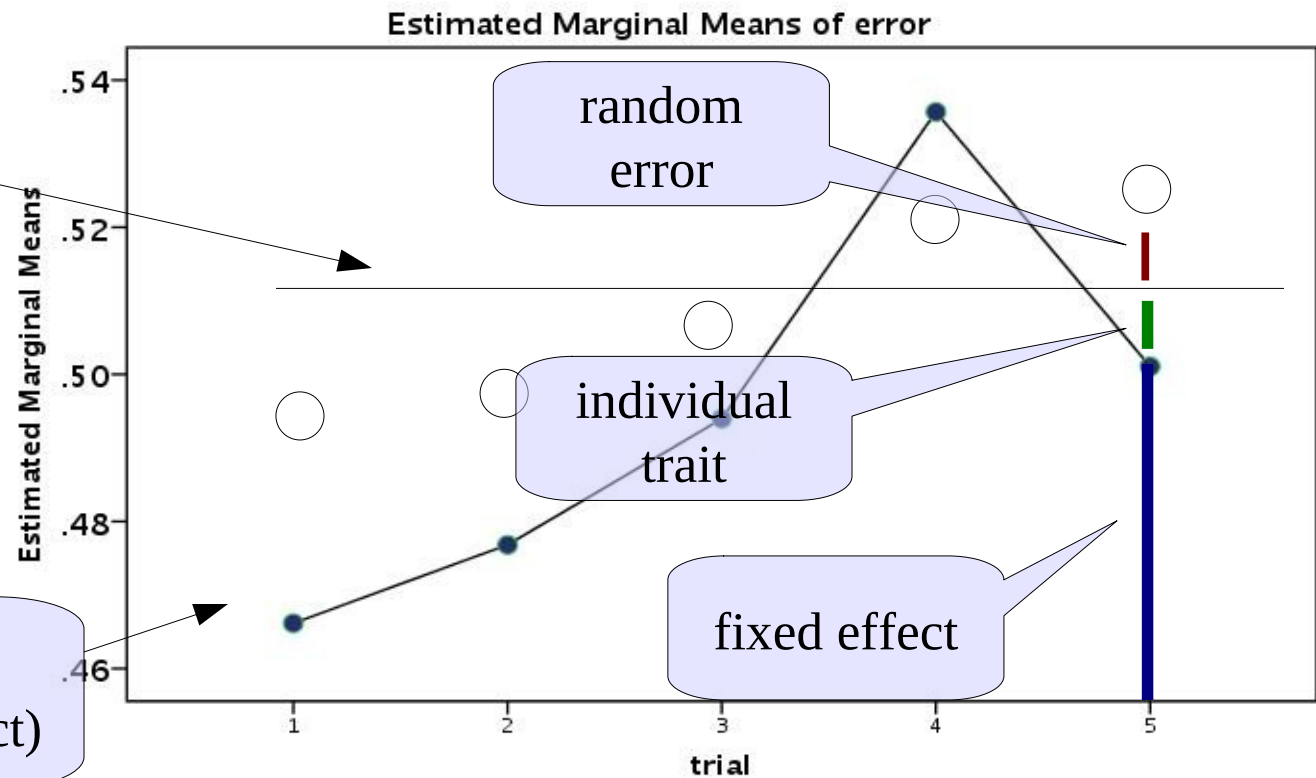 Estimated Marginal Means of error
Estimated Marginal Means
.54
.52
.50
.48
.46
random
error
individual
trait
fixed effect
ct)
1
2
3
4
5
trial